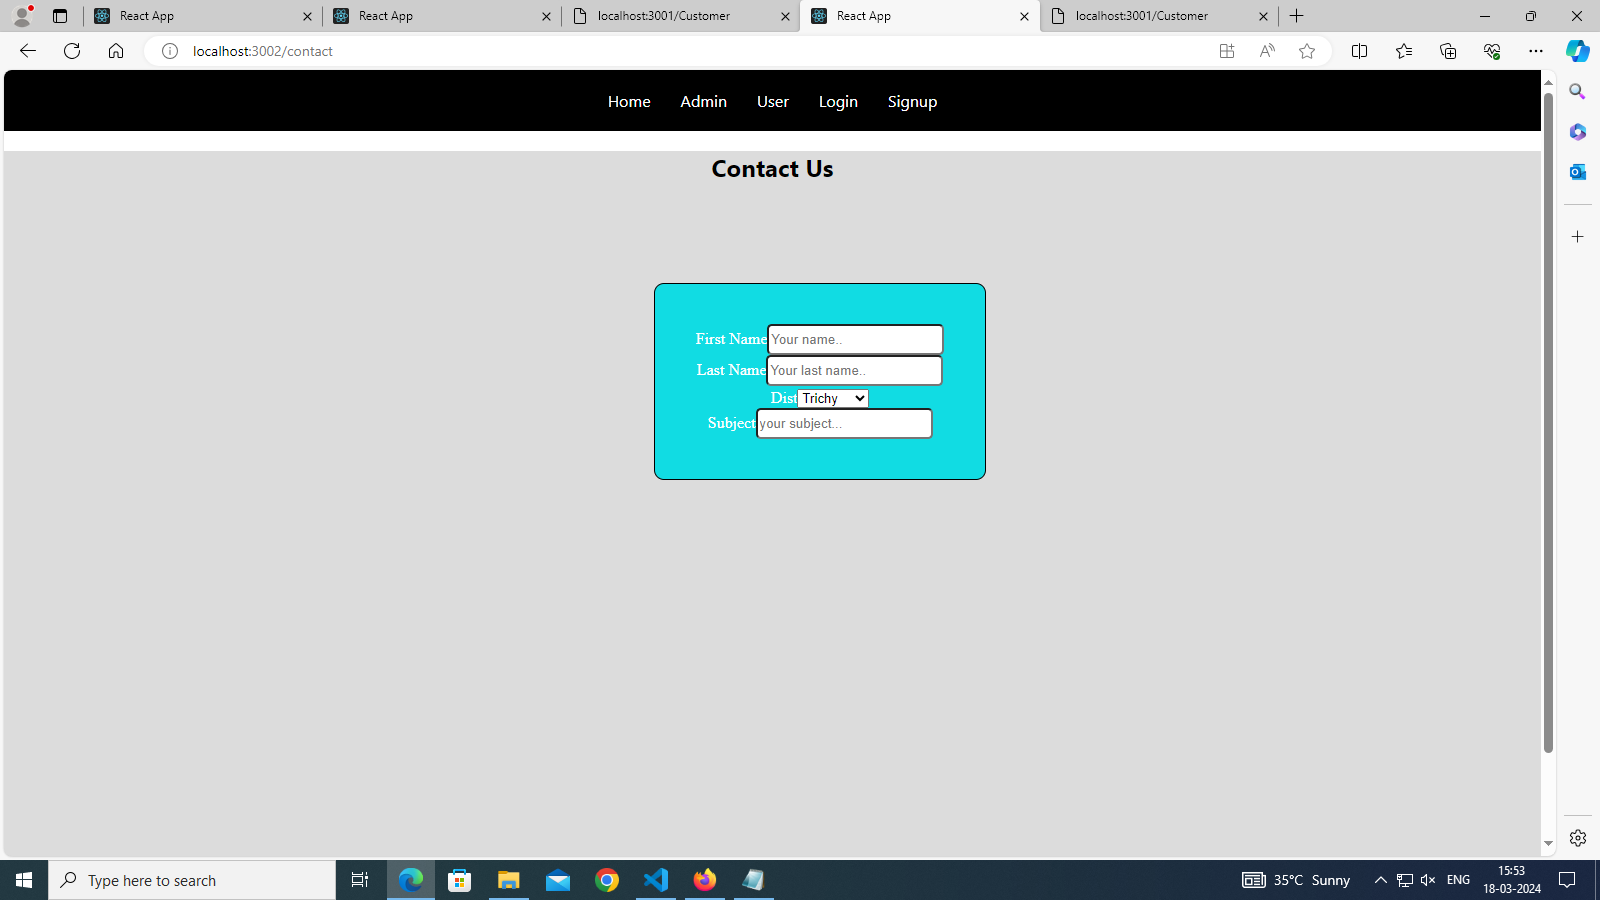 React App
React App
localhost:3001/Customer
React App
localhost:3001/Customer
localhost:3002/contact
Home Admin User Login Signup
Contact Us
First Name Your name..
Last Name Your last name..
Dist Trichy
Subject your subject...
Type here to search
35°C Sunny
ENG
15:53
18-03-2024